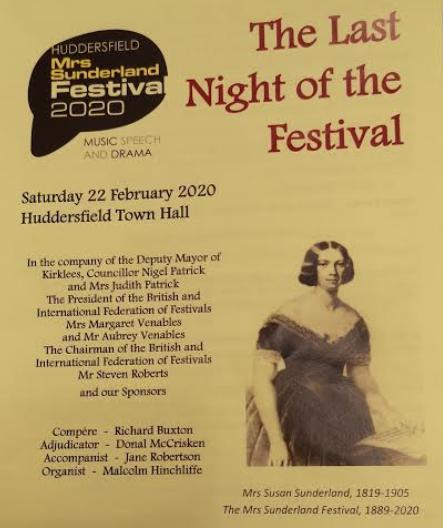 HUDDERSFIELD
Mrs
Sunderland
Festival
2020
MUSIC SPEECH
AND DRAMA
The Last
Night of the
Festival
Saturday 22 February 2020
Huddersfield Town Hall
In the company of the Deputy Mayor of
Kirklees, Councillor Nigel Patrick
and Mrs Judith Patrick
The President of the British and
International Federation of Festivals
Mrs Margaret Venables
and Mr Aubrey Venables
The Chairman of the British and
International Federation of Festivals
Mr Steven Roberts
and our Sponsors
Compère - Richard Buxton
Adjudicator - Donal McCrisken
Accompanist - Jane Robertson
Organist - Malcolm Hinchliffe
Mrs Susan Sunderland, 1819-1905
The Mrs Sunderland Festival, 1889-2020